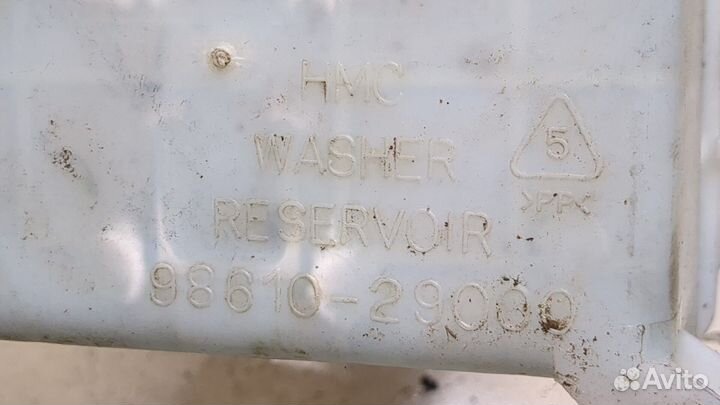 HMC
WASHER
RESERVOIR
98610-29000
5
>PP<
Avito